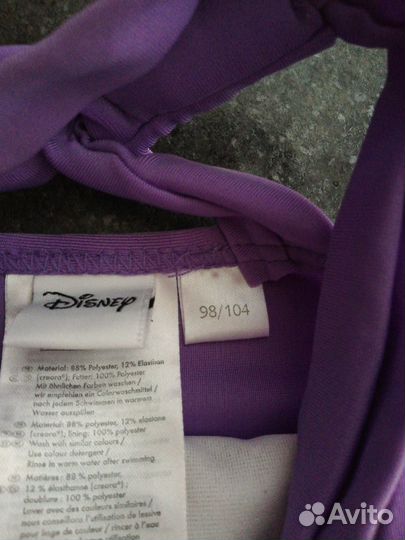 Disney
98/104
Material: 88% Polyester, 12% Elasthan
(creora®), Futter: 100% Polyester
Mit ähnlichen Farben waschen /
wir empfehlen ein Colorwaschmittel /
nach jedem Schwimmen in warmem
Wasser ausspülen
Material: 88% polyester, 12% elastane
(creora®); lining: 100% polyester
Wash with similar colours /
Use colour detergent /
Rinse in warm water after swimming
Matières: 88 % polyester,
12 % élasthanne (creora®);
doublure: 100 % polyester
Laver avec des couleurs similaires /
nous conseillons l'utilisation de lessive
pour linge de couleur / rincer à l'eau
Avito